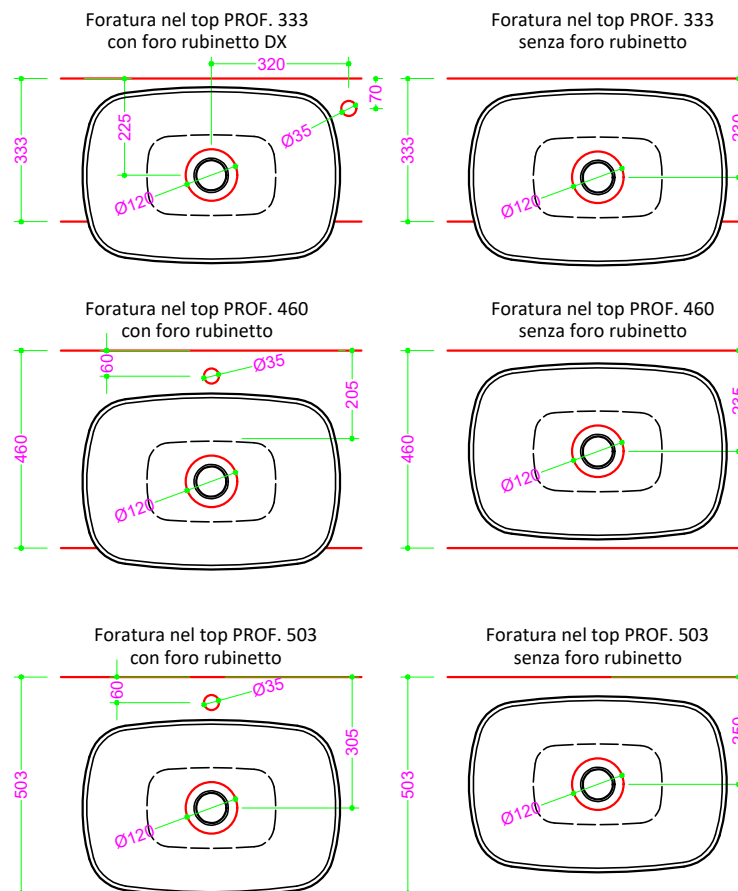 Foratura nel top PROF. 333
con foro rubinetto DX
320
70
225
333
Ø35
Ø120
Foratura nel top PROF. 333
senza foro rubinetto
230
333
Ø120
Foratura nel top PROF. 460
con foro rubinetto
60
Ø35
205
460
Ø120
Foratura nel top PROF. 460
senza foro rubinetto
235
460
Ø120
Foratura nel top PROF. 503
con foro rubinetto
60
Ø35
305
503
Ø120
Foratura nel top PROF. 503
senza foro rubinetto
250
503
Ø120